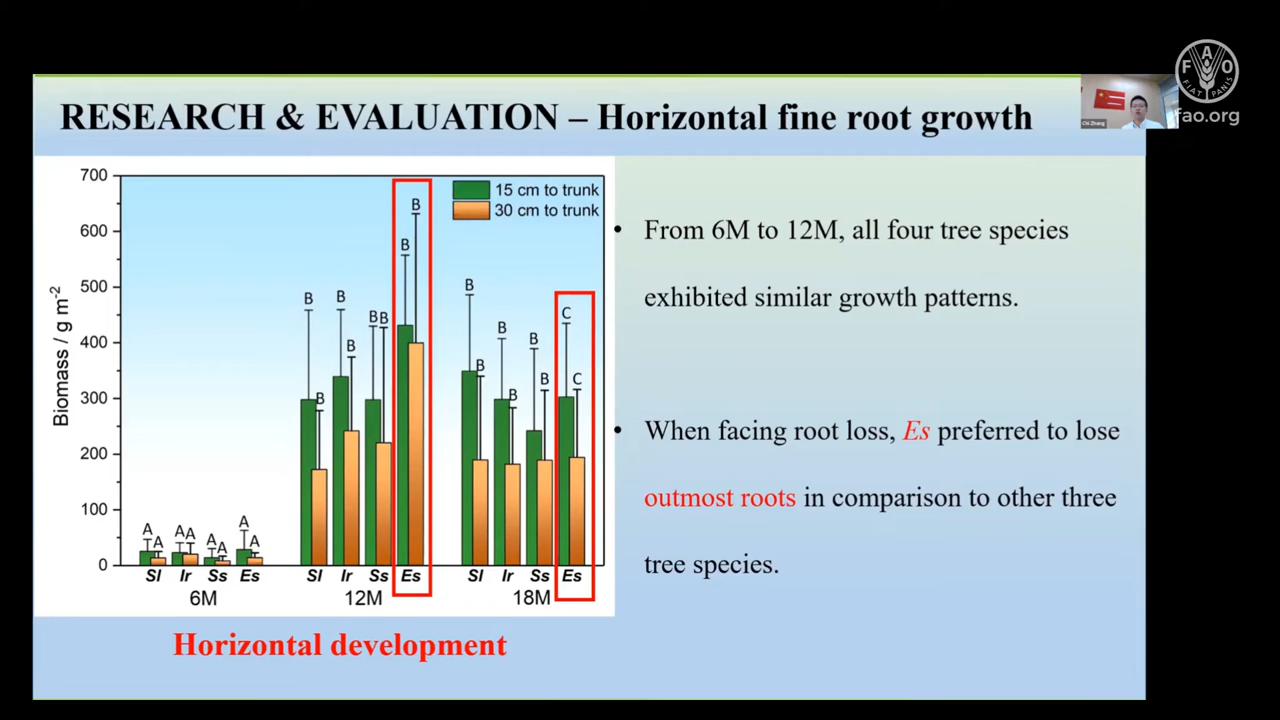 F A O
FIAT PANIS
fao.org
Chi Zhang
RESEARCH & EVALUATION – Horizontal fine root growth
Biomass / g m⁻²
700
600
500
400
300
200
100
0
15 cm to trunk
30 cm to trunk
A A A A A A A A
B B B B B B B B
B B B B B B C C
Sl Ir Ss Es Sl Ir Ss Es Sl Ir Ss Es
6M 12M 18M
Horizontal development
• From 6M to 12M, all four tree species
exhibited similar growth patterns.
• When facing root loss, Es preferred to lose
outmost roots in comparison to other three
tree species.